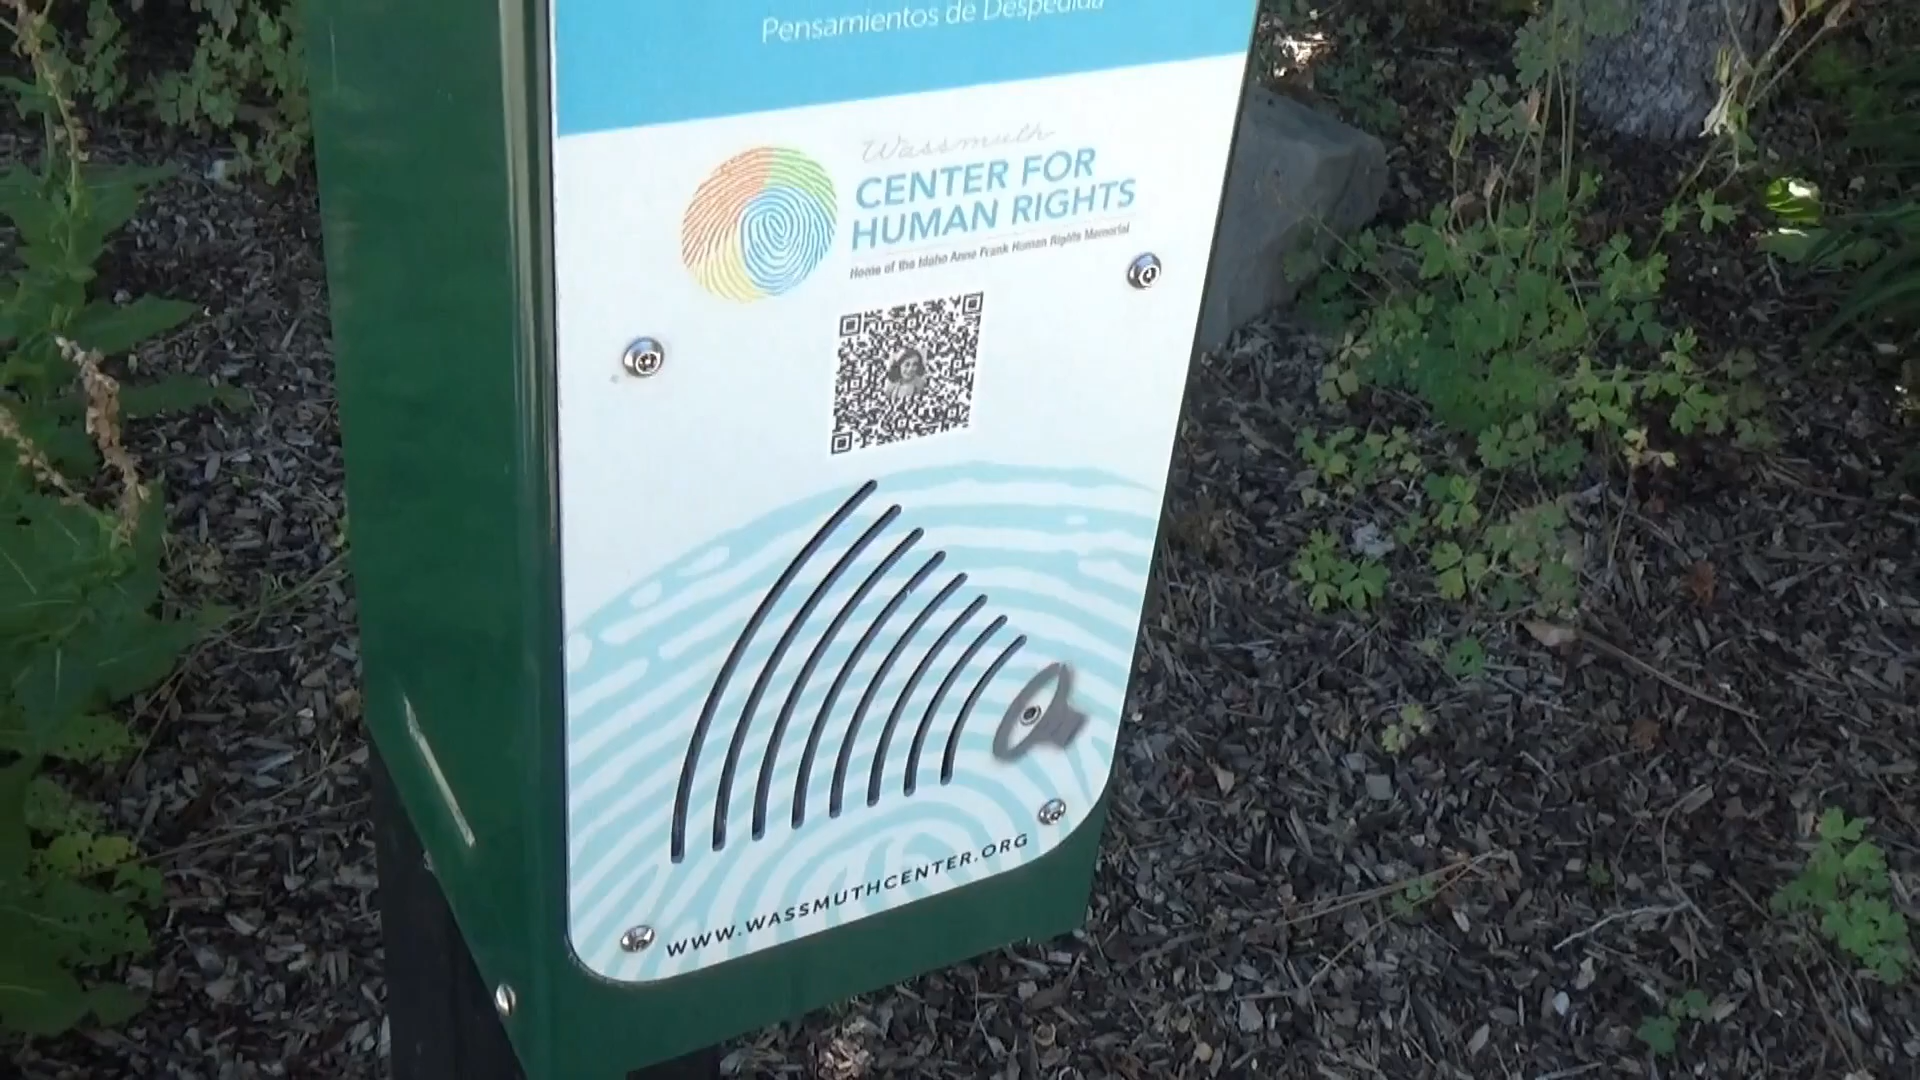 Pensamientos de Despedida
Wassmuth
CENTER FOR
HUMAN RIGHTS
Home of the Idaho Anne Frank Human Rights Memorial
WWW.WASSMUTHCENTER.ORG